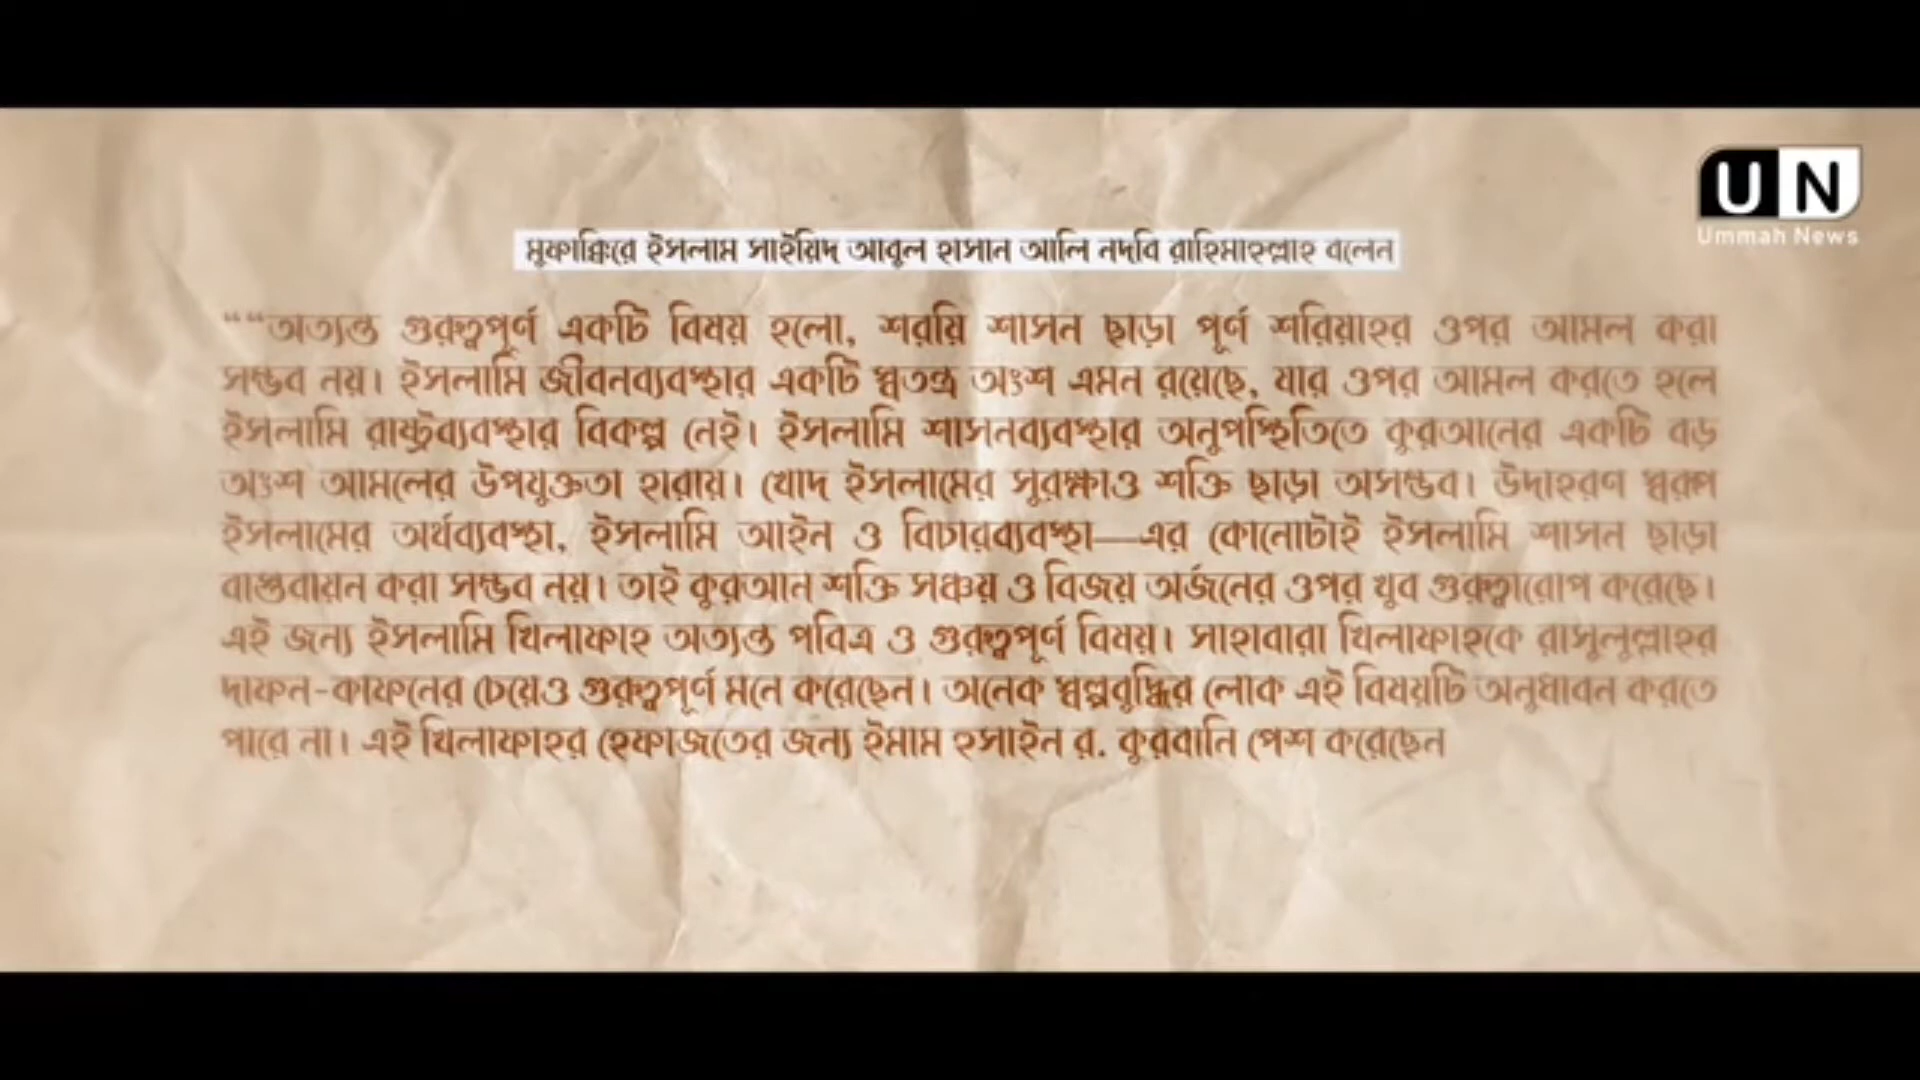 UN
Ummah News
মুফাক্কিরে ইসলাম সাইয়িদ আবুল হাসান আলি নদবি রাহিমাহুল্লাহ বলেন
““অত্যন্ত গুরুত্বপূর্ণ একটি বিষয় হলো, শরয়ি শাসন ছাড়া পূর্ণ শরিয়াহর ওপর আমল করা
সম্ভব নয়। ইসলামি জীবনব্যবস্থার একটি স্বতন্ত্র অংশ এমন রয়েছে, যার ওপর আমল করতে হলে
ইসলামি রাষ্ট্রব্যবস্থার বিকল্প নেই। ইসলামি শাসনব্যবস্থার অনুপস্থিতিতে কুরআনের একটি বড়
অংশ আমলের উপযুক্ততা হারায়। খোদ ইসলামের সুরক্ষাও শক্তি ছাড়া অসম্ভব। উদাহরণ স্বরূপ
ইসলামের অর্থব্যবস্থা, ইসলামি আইন ও বিচারব্যবস্থা—এর কোনোটাই ইসলামি শাসন ছাড়া
বাস্তবায়ন করা সম্ভব নয়। তাই কুরআন শক্তি সঞ্চয় ও বিজয় অর্জনের ওপর খুব গুরুত্বারোপ করেছে।
এই জন্য ইসলামি খিলাফাহ অত্যন্ত পবিত্র ও গুরুত্বপূর্ণ বিষয়। সাহাবারা খিলাফাহকে রাসুলুল্লাহর
দাফন-কাফনের চেয়েও গুরুত্বপূর্ণ মনে করেছেন। অনেক স্বল্পবুদ্ধির লোক এই বিষয়টি অনুধাবন করতে
পারে না। এই খিলাফাহর হেফাজতের জন্য ইমাম হুসাইন র. কুরবানি পেশ করেছেন